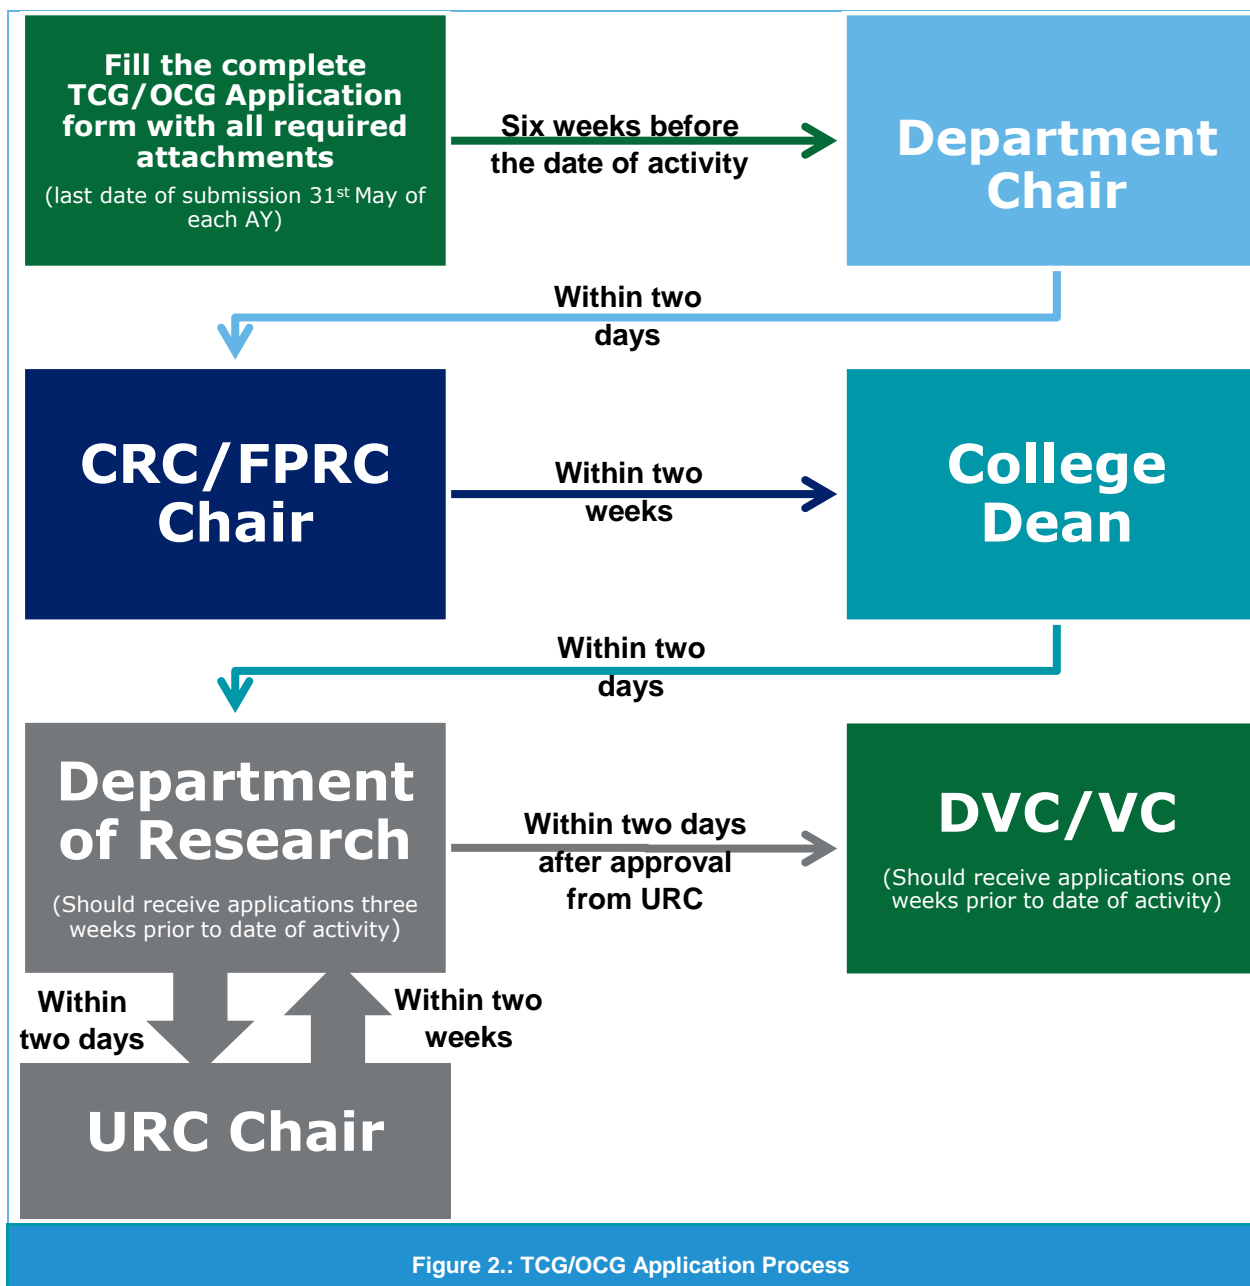 Fill the complete
TCG/OCG Application
form with all required
attachments
(last date of submission 31st May of
each AY)
Six weeks before
the date of activity
Department
Chair
Within two
days
CRC/FPRC
Chair
Within two
weeks
College
Dean
Within two
days
Department
of Research
(Should receive applications three
weeks prior to date of activity)
Within two days
after approval
from URC
DVC/VC
(Should receive applications one
weeks prior to date of activity)
Within
two days
Within two
weeks
URC Chair
Figure 2.: TCG/OCG Application Process